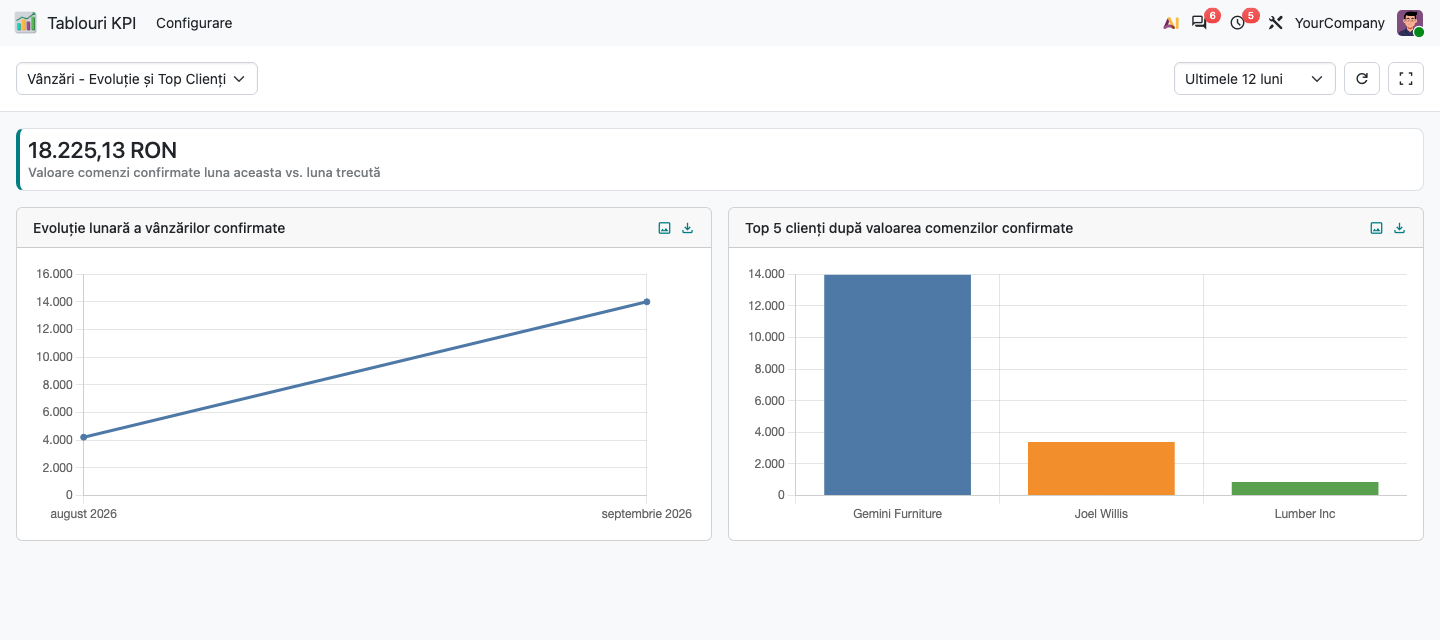 Tablouri KPI Configurare AI 6 5 YourCompany
Vânzări - Evoluție și Top Clienți Ultimele 12 luni
18.225,13 RON
Valoare comenzi confirmate luna aceasta vs. luna trecută
Evoluție lunară a vânzărilor confirmate
16.000
14.000
12.000
10.000
8.000
6.000
4.000
2.000
0
august 2026 septembrie 2026
Top 5 clienți după valoarea comenzilor confirmate
14.000
12.000
10.000
8.000
6.000
4.000
2.000
0
Gemini Furniture Joel Willis Lumber Inc